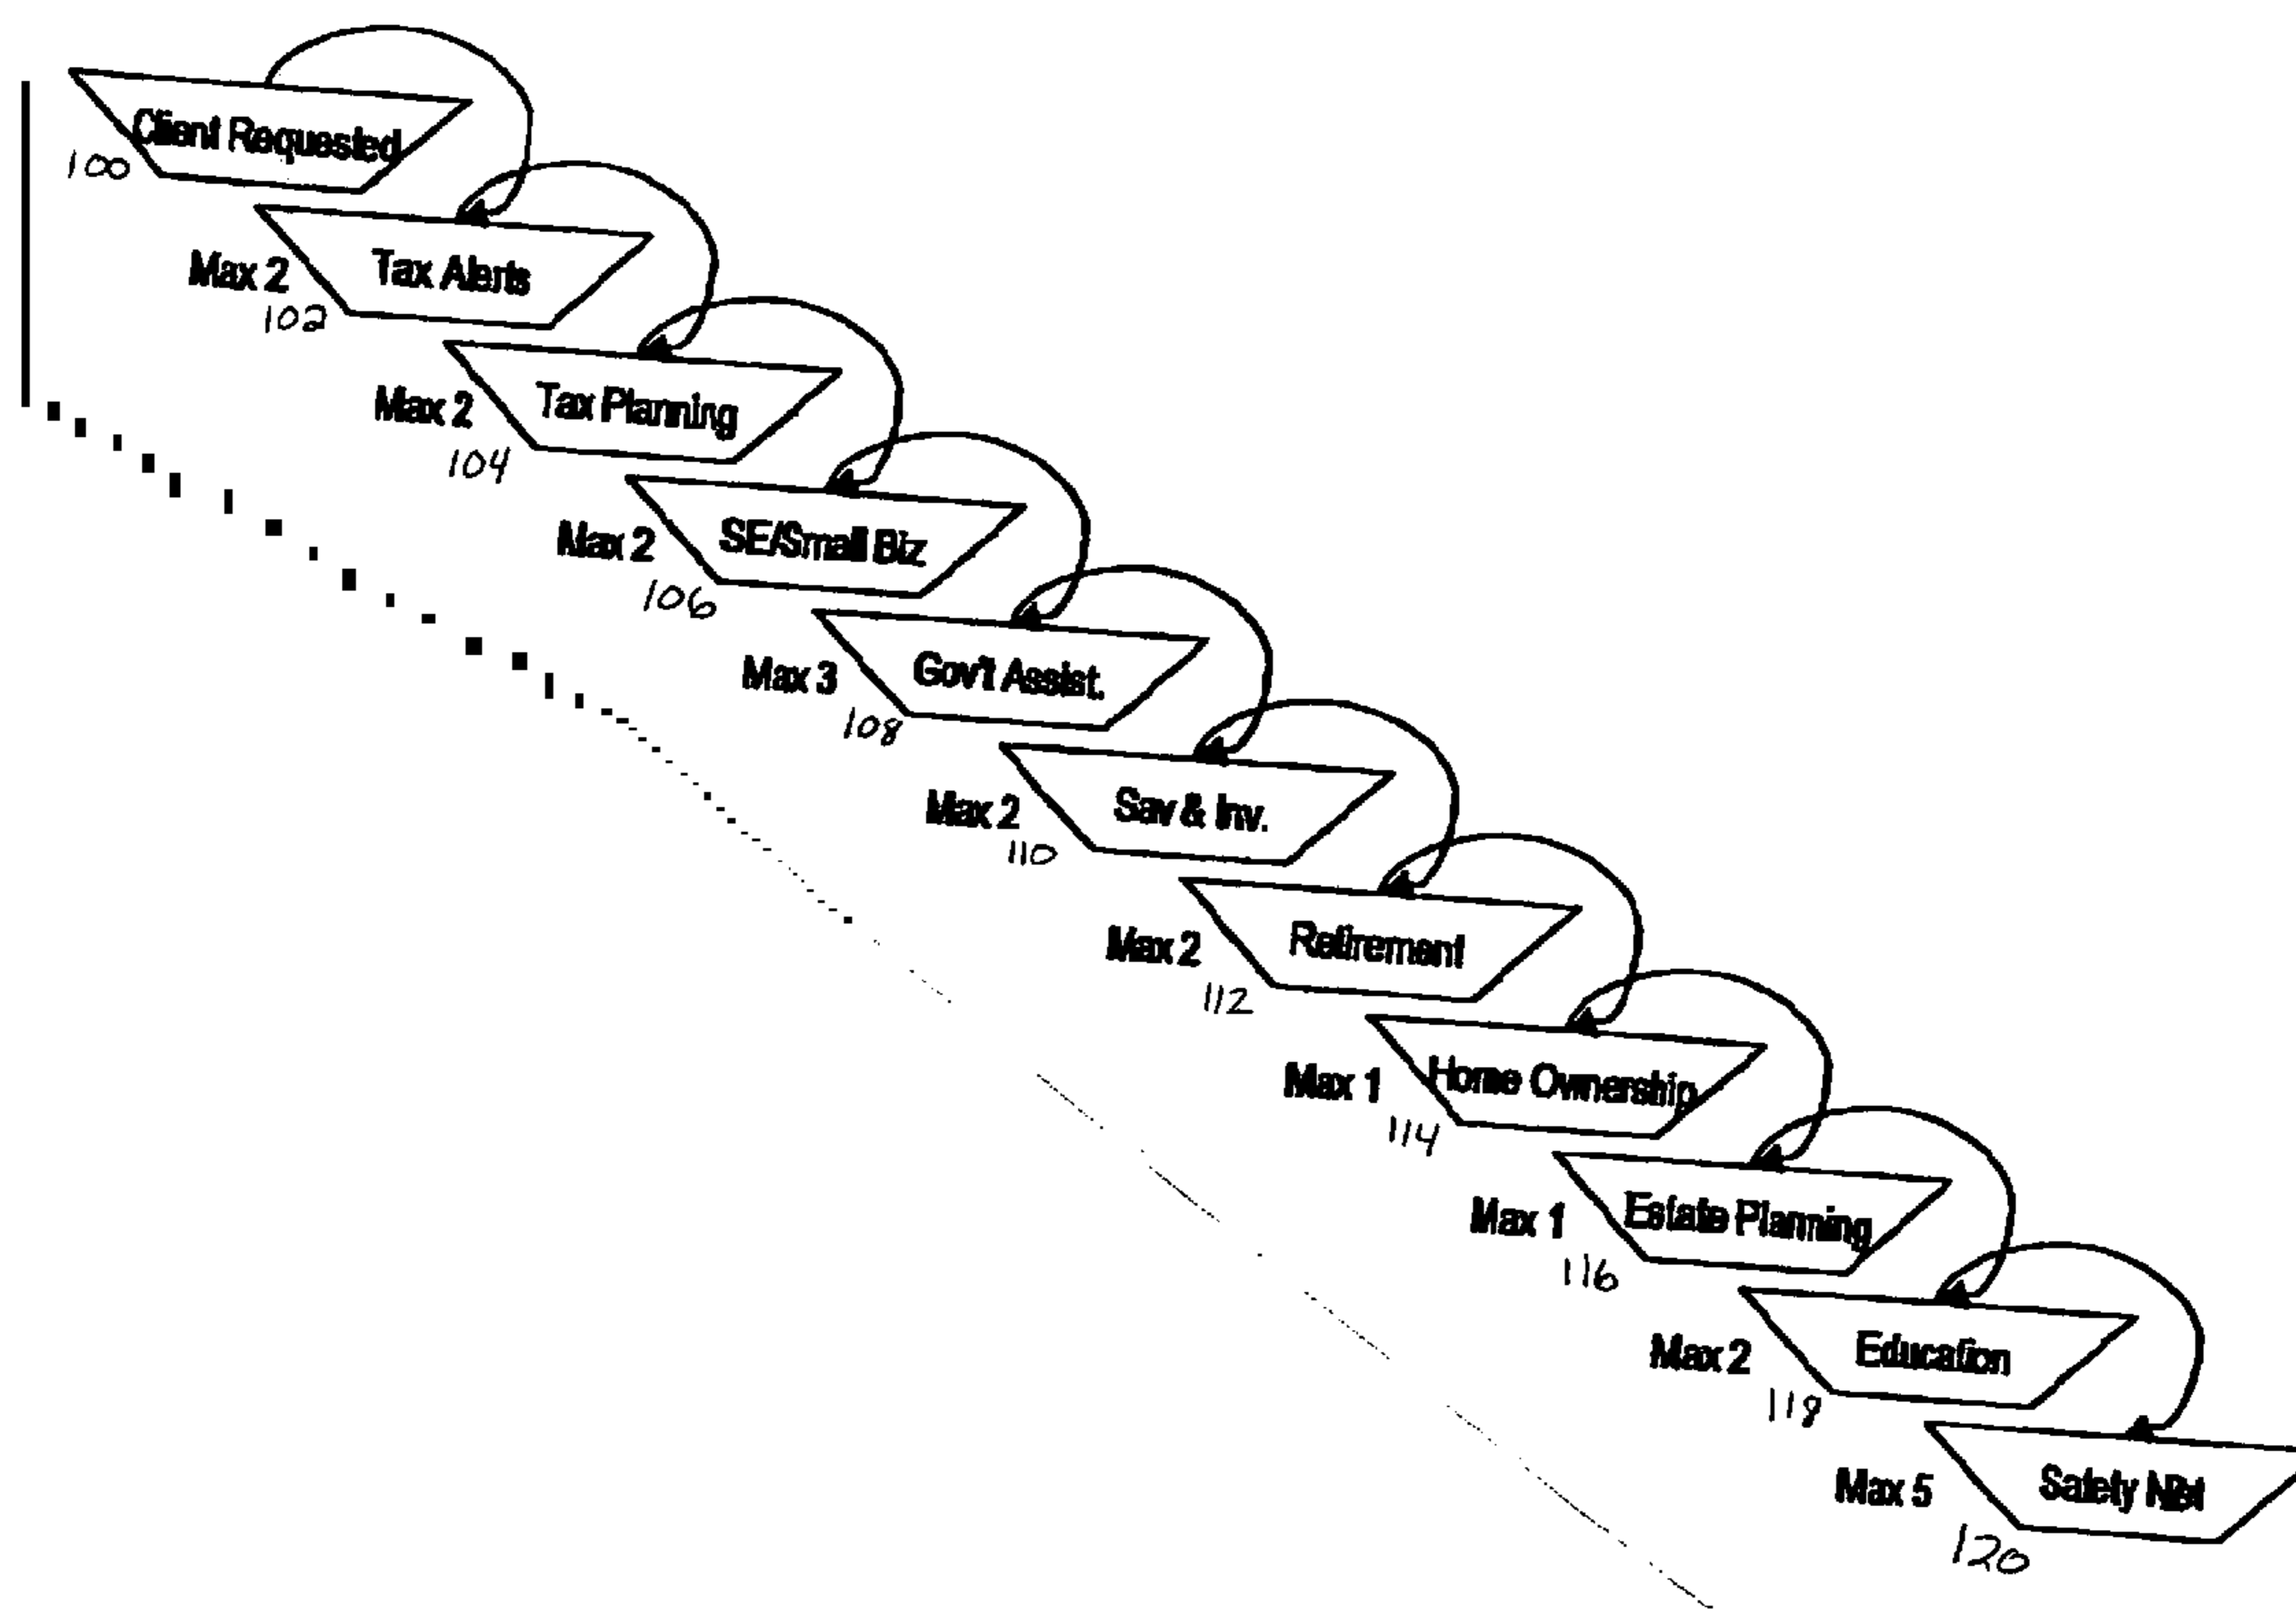 Client Requested
100
Max 2
Tax Alerts
102
Max 2
Tax Planning
104
Max 2
SE/Small Biz
106
Max 3
Gov't Assist.
108
Max 2
Sav & Inv.
110
Max 2
Retirement
112
Max 1
Home Ownership
114
Max 1
Estate Planning
116
Max 2
Education
118
Max 5
Safety Net
120